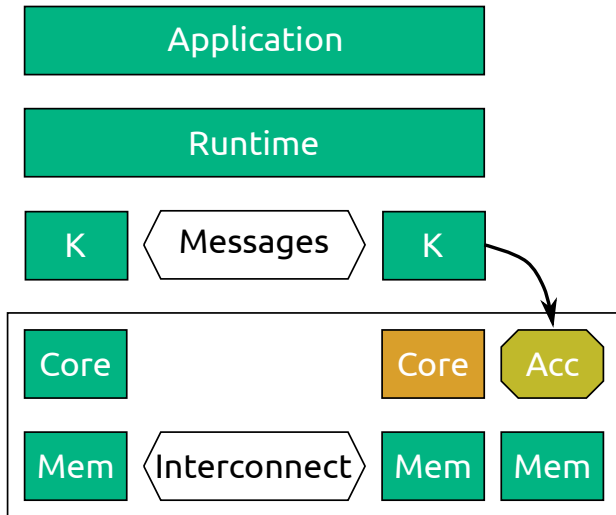 Application
Runtime
K Messages K
Core Core Acc
Mem Interconnect Mem Mem